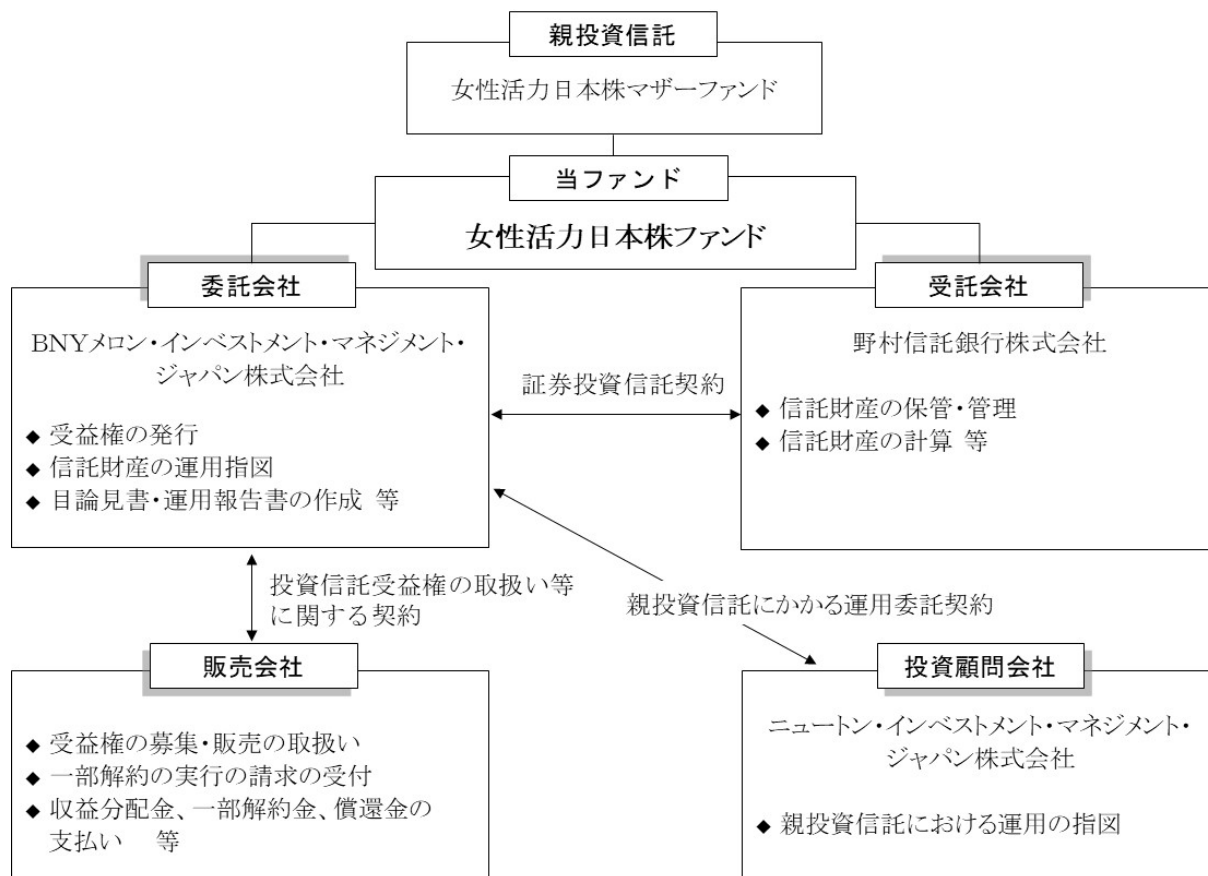 親投資信託
女性活力日本株マザーファンド
当ファンド
女性活力日本株ファンド
委託会社
BNYメロン・インベストメント・マネジメント・
ジャパン株式会社
◆ 受益権の発行
◆ 信託財産の運用指図
◆ 目論見書・運用報告書の作成 等
証券投資信託契約
受託会社
野村信託銀行株式会社
◆ 信託財産の保管・管理
◆ 信託財産の計算 等
投資信託受益権の取扱い等
に関する契約
親投資信託にかかる運用委託契約
販売会社
◆ 受益権の募集・販売の取扱い
◆ 一部解約の実行の請求の受付
◆ 収益分配金、一部解約金、償還金の
支払い 等
投資顧問会社
ニュートン・インベストメント・マネジメント・
ジャパン株式会社
◆ 親投資信託における運用の指図